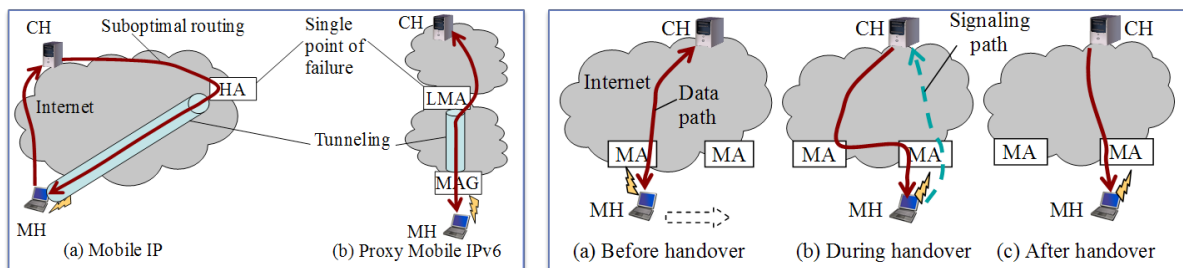 CH
Suboptimal routing
Single
point of
failure
HA
Internet
Tunneling
MH
(a) Mobile IP
CH
LMA
MAG
MH
(b) Proxy Mobile IPv6
CH
Internet
Data
path
MA
MA
MH
(a) Before handover
CH
Signaling
path
MA
MA
MH
(b) During handover
CH
MA
MA
MH
(c) After handover